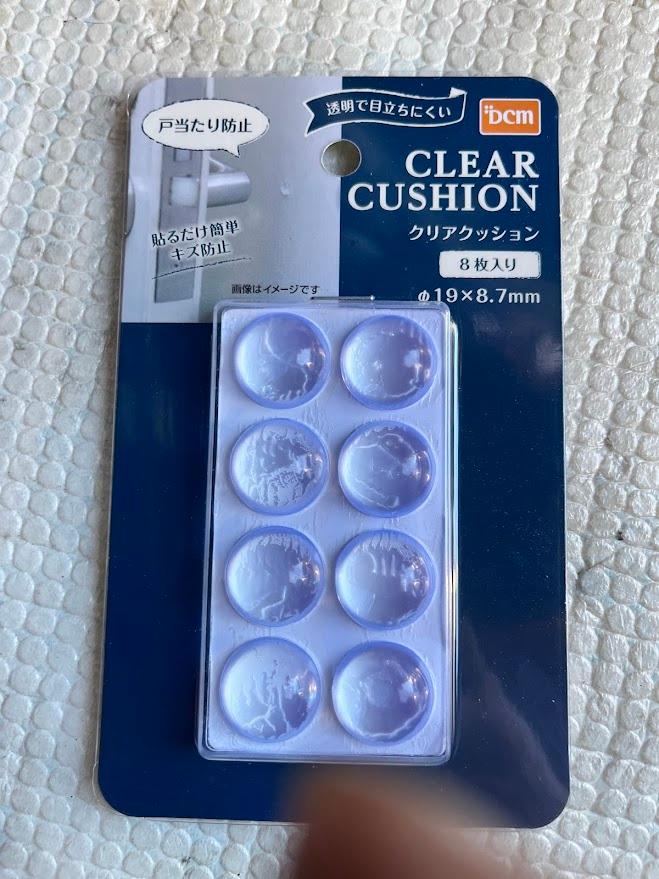 戸当たり防止
透明で目立ちにくい
DCM
CLEAR
CUSHION
クリアクッション
8枚入り
φ19×8.7mm
貼るだけ簡単
キズ防止
画像はイメージです